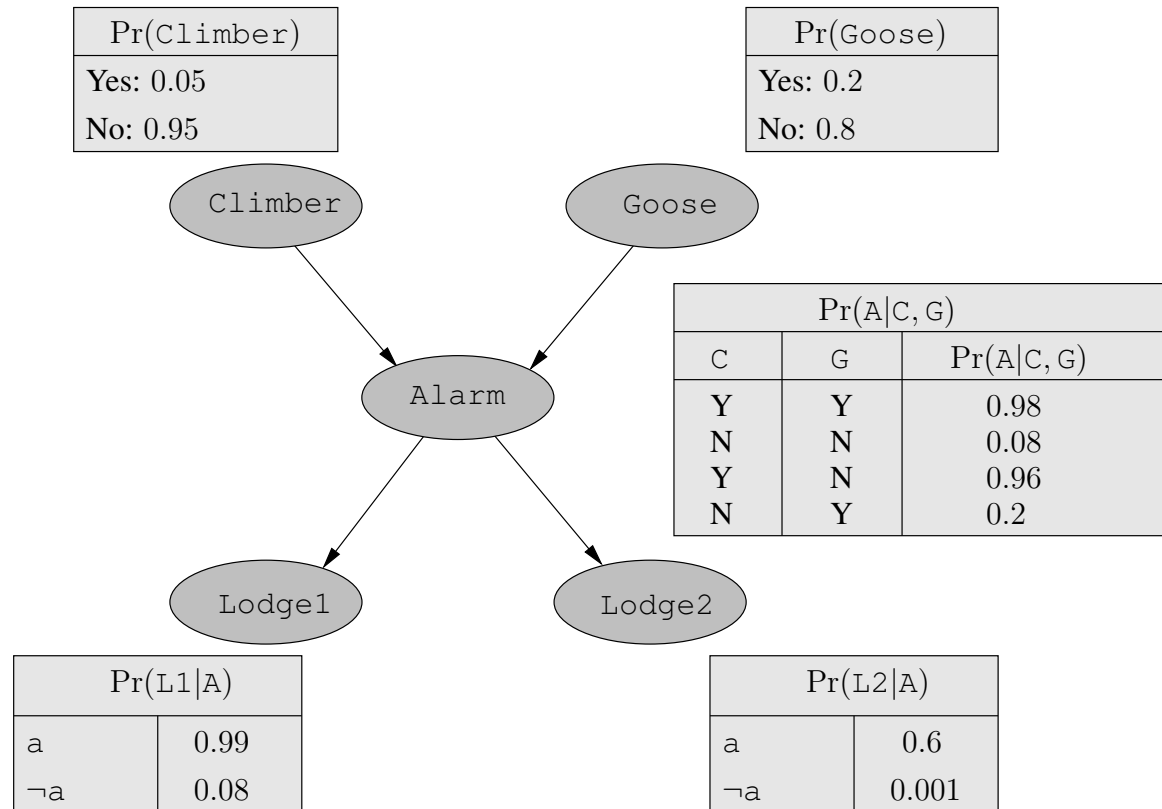 Pr(Climber)
Yes: 0.05
No: 0.95
Pr(Goose)
Yes: 0.2
No: 0.8
Climber
Goose
Pr(A|C, G)
C G Pr(A|C, G)
Y Y 0.98
N N 0.08
Y N 0.96
N Y 0.2
Alarm
Lodge1
Lodge2
Pr(L1|A)
a 0.99
¬a 0.08
Pr(L2|A)
a 0.6
¬a 0.001